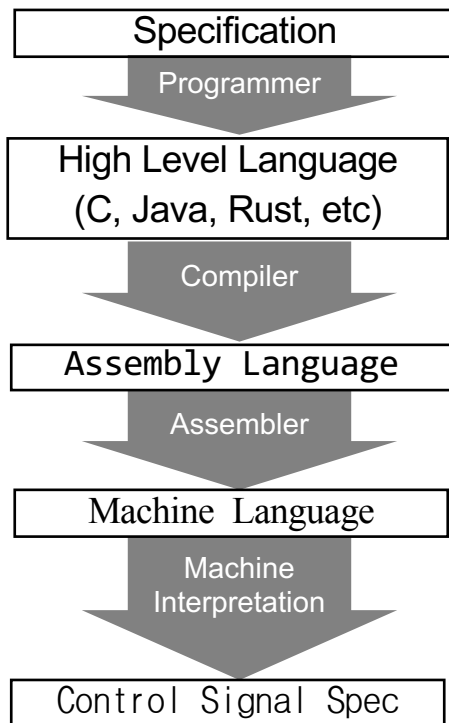 Specification
Programmer
High Level Language
(C, Java, Rust, etc)
Compiler
Assembly Language
Assembler
Machine Language
Machine
Interpretation
Control Signal Spec